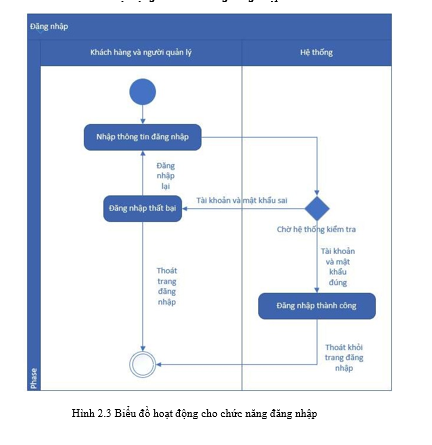 Đăng nhập
Khách hàng và người quản lý
Hệ thống
Nhập thông tin đăng nhập
Đăng
nhập
lại
Tài khoản và mật khẩu sai
Đăng nhập thất bại
Chờ hệ thống kiểm tra
Tài khoản
và mật
khẩu
đúng
Thoát
trang
đăng
nhập
Đăng nhập thành công
Thoát khỏi
trang đăng
nhập
Phase
Hình 2.3 Biểu đồ hoạt động cho chức năng đăng nhập